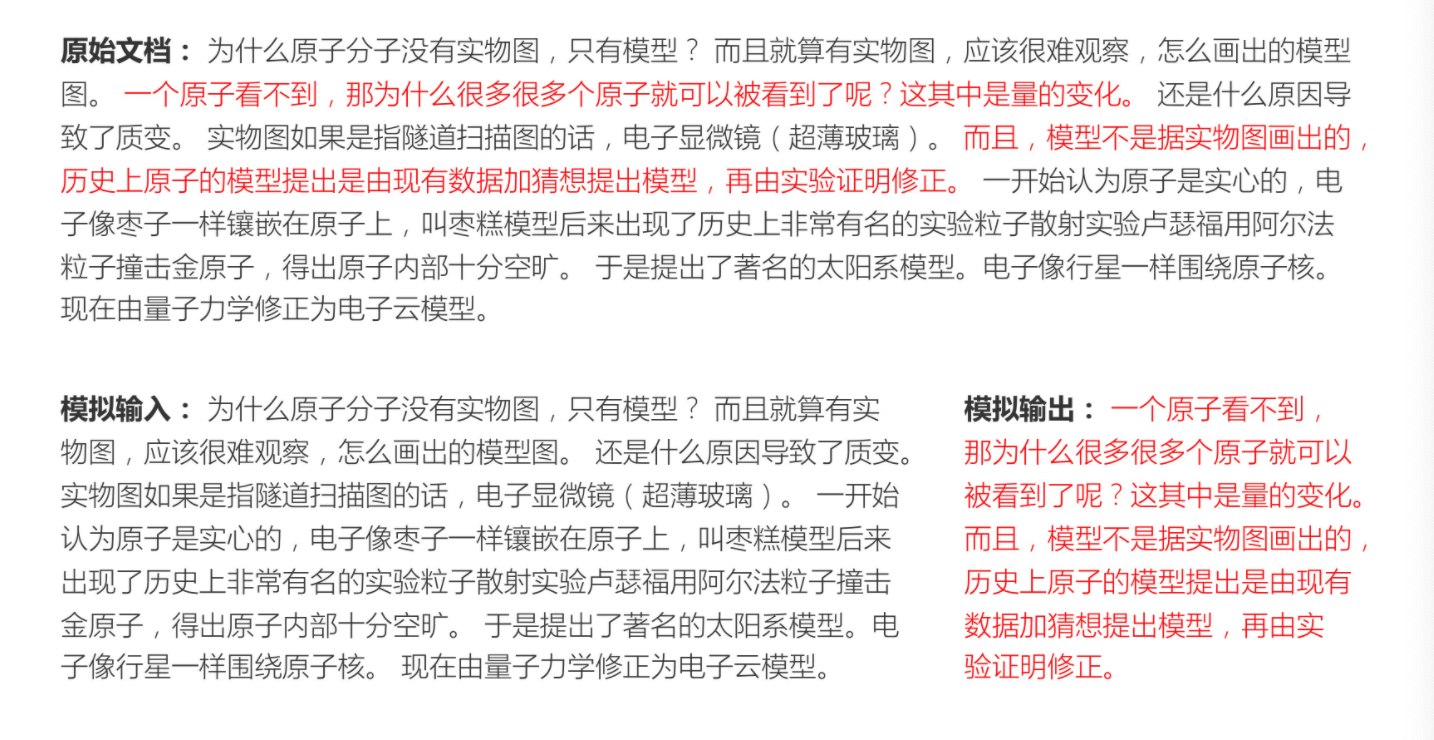 原始文档： 为什么原子分子没有实物图，只有模型？ 而且就算有实物图，应该很难观察，怎么画出的模型
图。 一个原子看不到，那为什么很多很多个原子就可以被看到了呢？这其中是量的变化。 还是什么原因导
致了质变。 实物图如果是指隧道扫描图的话，电子显微镜（超薄玻璃）。 而且，模型不是据实物图画出的，
历史上原子的模型提出是由现有数据加猜想提出模型，再由实验证明修正。 一开始认为原子是实心的，电
子像枣子一样镶嵌在原子上，叫枣糕模型后来出现了历史上非常有名的实验粒子散射实验卢瑟福用阿尔法
粒子撞击金原子，得出原子内部十分空旷。 于是提出了著名的太阳系模型。电子像行星一样围绕原子核。
现在由量子力学修正为电子云模型。
模拟输入： 为什么原子分子没有实物图，只有模型？ 而且就算有实
物图，应该很难观察，怎么画出的模型图。 还是什么原因导致了质变。
实物图如果是指隧道扫描图的话，电子显微镜（超薄玻璃）。 一开始
认为原子是实心的，电子像枣子一样镶嵌在原子上，叫枣糕模型后来
出现了历史上非常有名的实验粒子散射实验卢瑟福用阿尔法粒子撞击
金原子，得出原子内部十分空旷。 于是提出了著名的太阳系模型。电
子像行星一样围绕原子核。 现在由量子力学修正为电子云模型。
模拟输出： 一个原子看不到，
那为什么很多很多个原子就可以
被看到了呢？这其中是量的变化。
而且，模型不是据实物图画出的，
历史上原子的模型提出是由现有
数据加猜想提出模型，再由实
验证明修正。